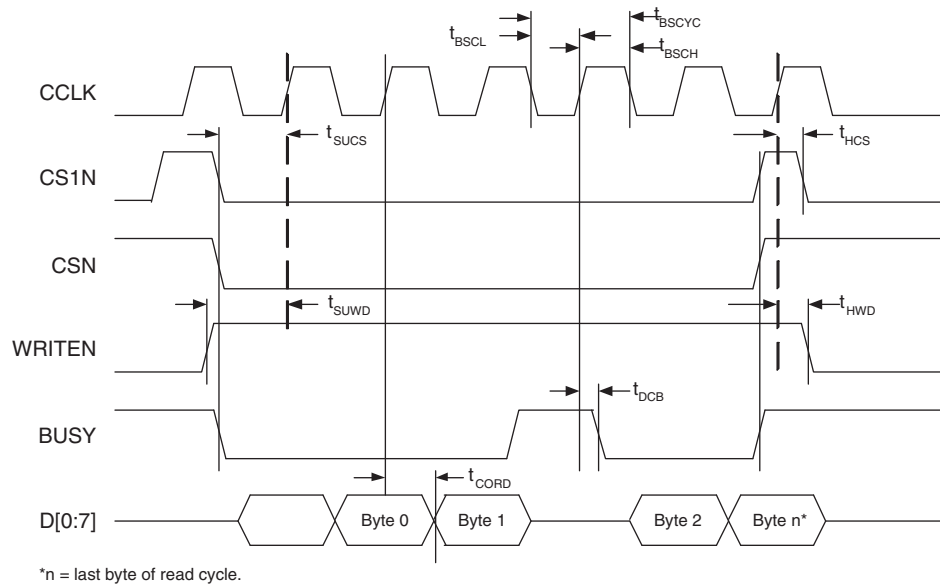 tBSCYC
tBSCL
tBSCH
CCLK
tSUCS
tHCS
CS1N
CSN
tSUWD
tHWD
WRITEN
tDCB
BUSY
tCORD
D[0:7] Byte 0 Byte 1 Byte 2 Byte n*
*n = last byte of read cycle.